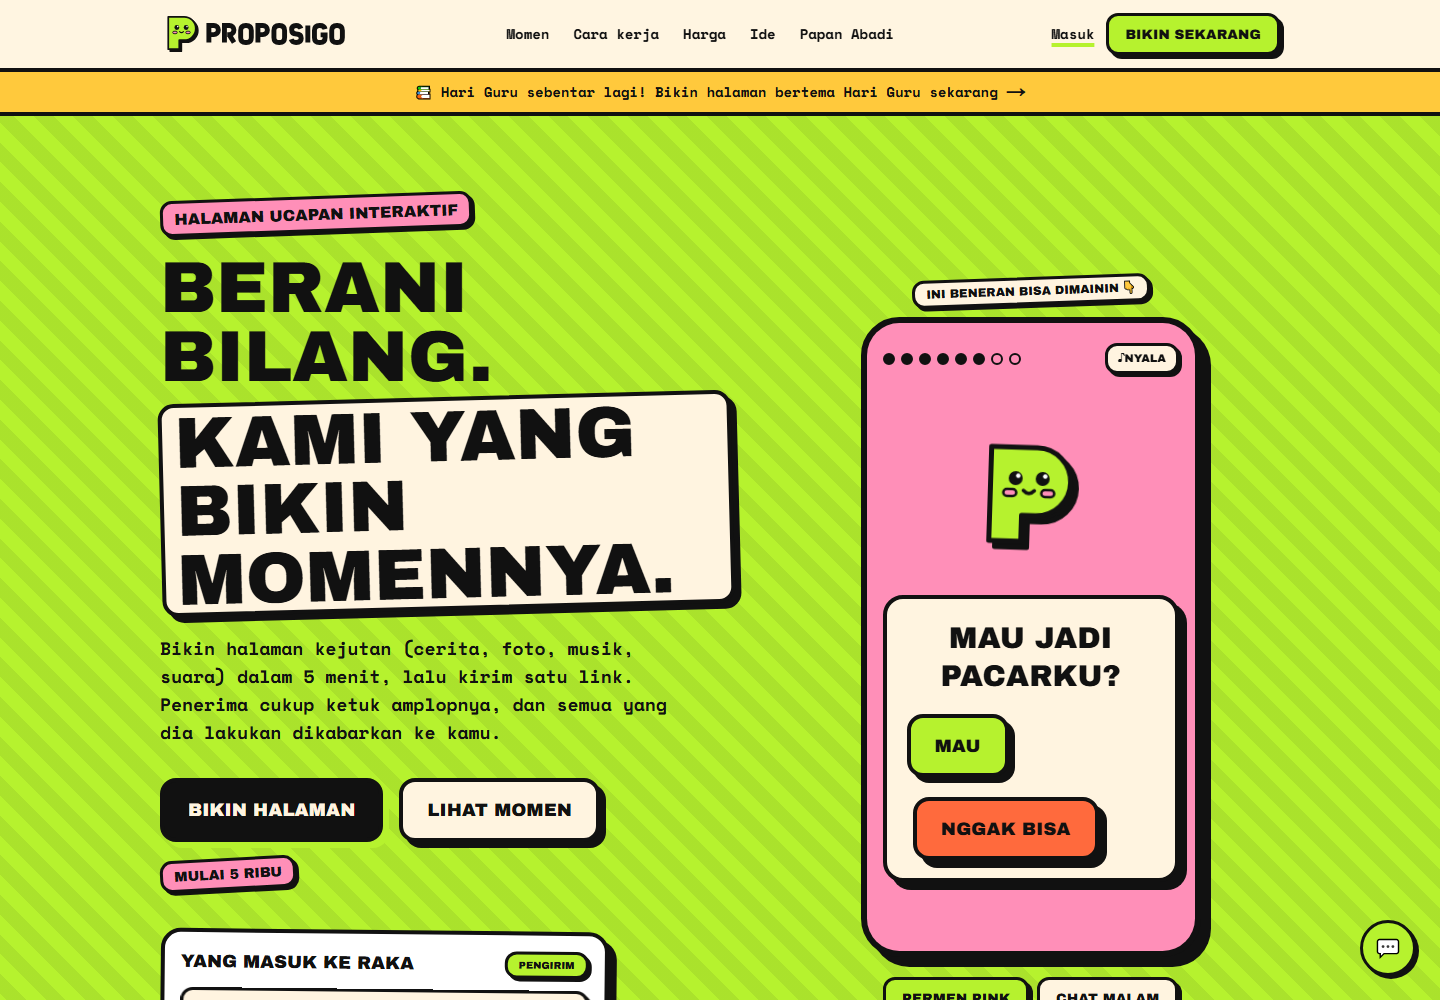 PROPOSIGO
Momen Cara kerja Harga Ide Papan Abadi
Masuk
BIKIN SEKARANG
📚 Hari Guru sebentar lagi! Bikin halaman bertema Hari Guru sekarang →
HALAMAN UCAPAN INTERAKTIF
BERANI
BILANG.
KAMI YANG
BIKIN
MOMENNYA.
Bikin halaman kejutan (cerita, foto, musik,
suara) dalam 5 menit, lalu kirim satu link.
Penerima cukup ketuk amplopnya, dan semua yang
dia lakukan dikabarkan ke kamu.
BIKIN HALAMAN
LIHAT MOMEN
MULAI 5 RIBU
YANG MASUK KE RAKA
PENGIRIM
INI BENERAN BISA DIMAININ 👇
♪NYALA
MAU JADI
PACARKU?
MAU
NGGAK BISA
PERMEN PINK
CHAT MALAM